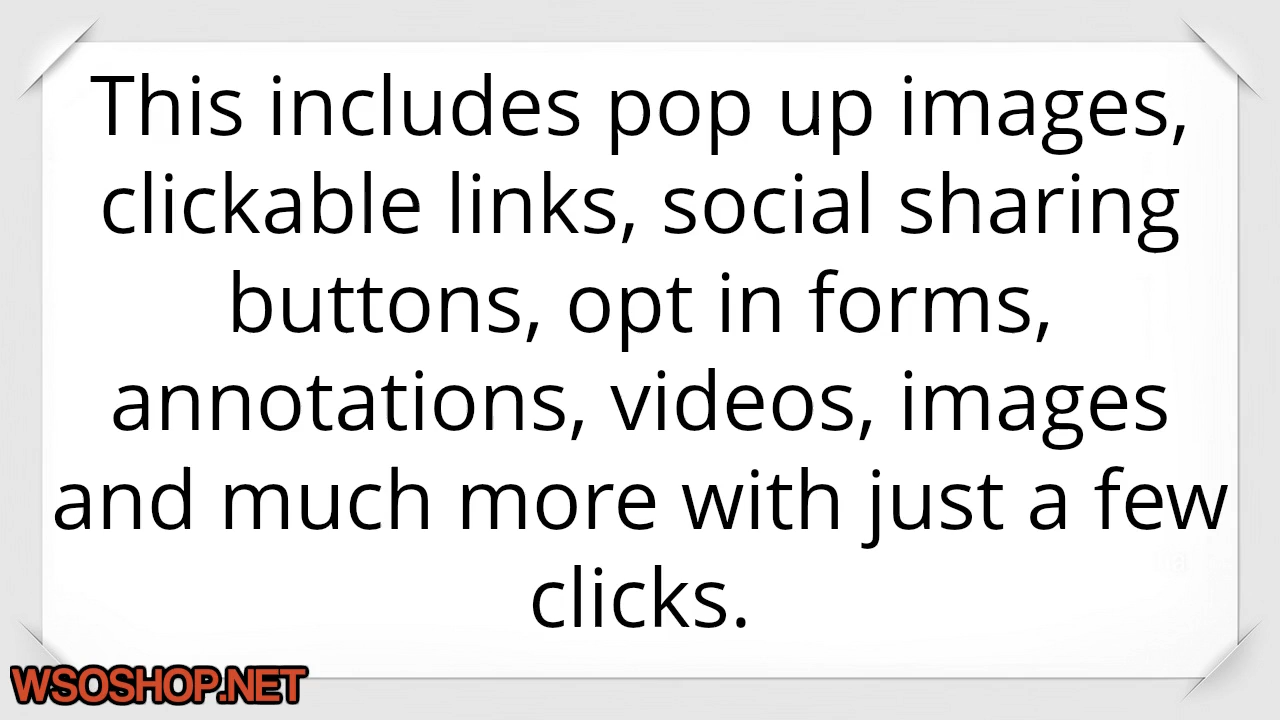 This includes pop up images,
clickable links, social sharing
buttons, opt in forms,
annotations, videos, images
and much more with just a few
clicks.
WSOSHOP.NET